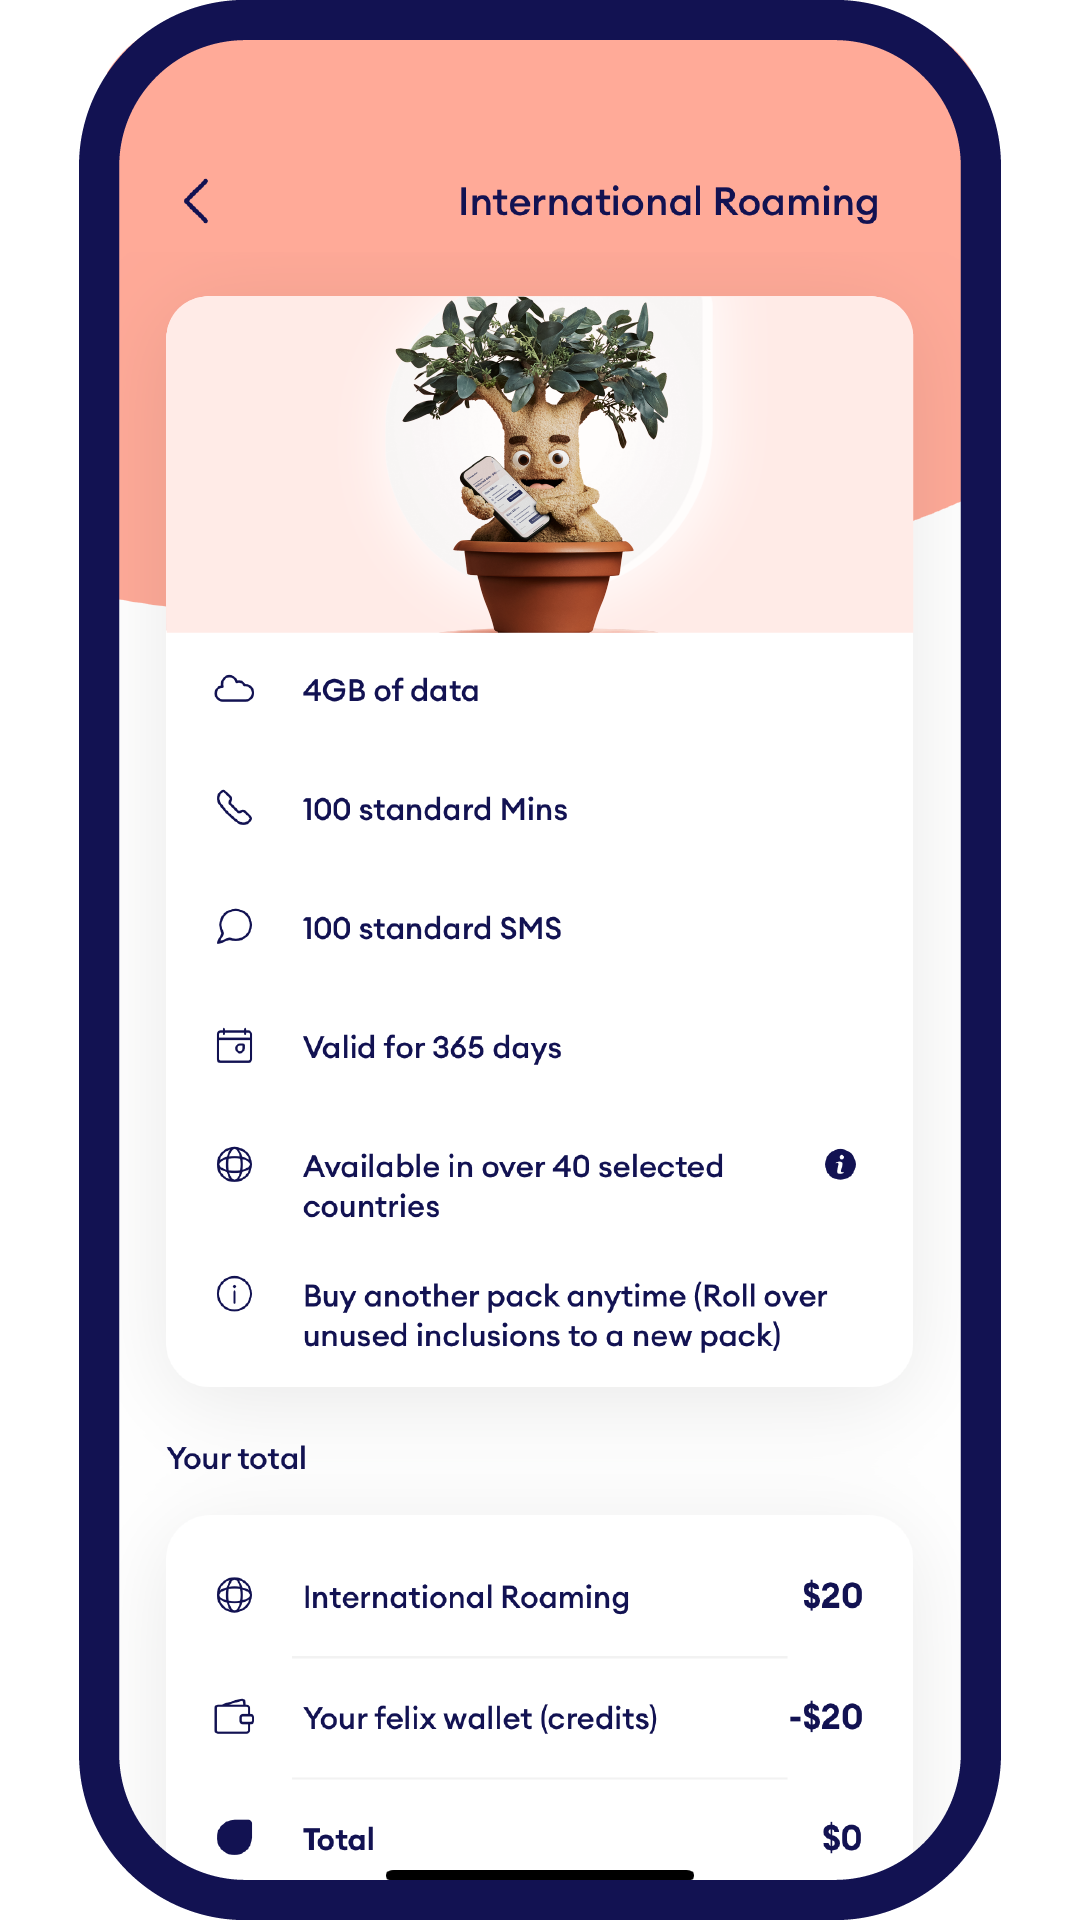 International Roaming
4GB of data
100 standard Mins
100 standard SMS
Valid for 365 days
Available in over 40 selected
countries
Buy another pack anytime (Roll over
unused inclusions to a new pack)
Your total
International Roaming $20
Your felix wallet (credits) -$20
Total $0